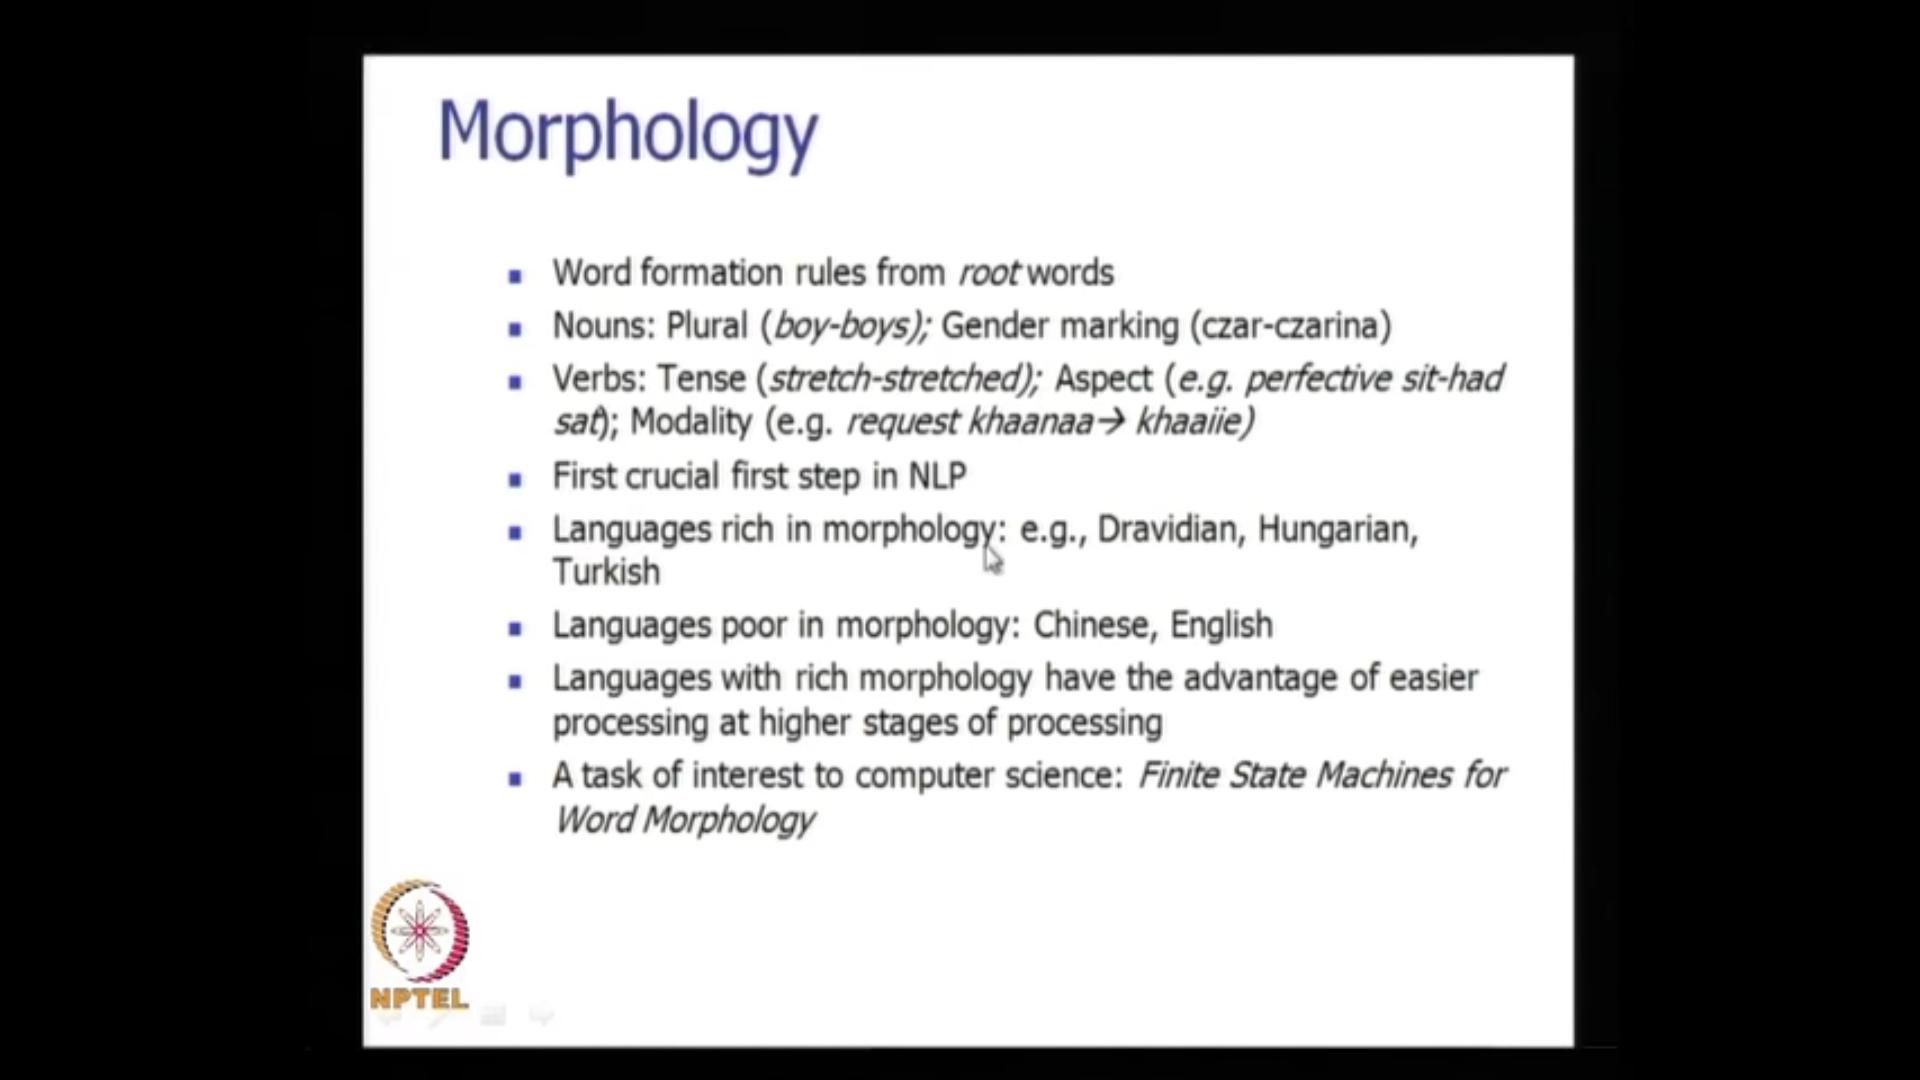 Morphology
Word formation rules from root words
Nouns: Plural (boy-boys); Gender marking (czar-czarina)
Verbs: Tense (stretch-stretched); Aspect (e.g. perfective sit-had
sat); Modality (e.g. request khaanaa→ khaaiie)
First crucial first step in NLP
Languages rich in morphology: e.g., Dravidian, Hungarian,
Turkish
Languages poor in morphology: Chinese, English
Languages with rich morphology have the advantage of easier
processing at higher stages of processing
A task of interest to computer science: Finite State Machines for
Word Morphology
NPTEL